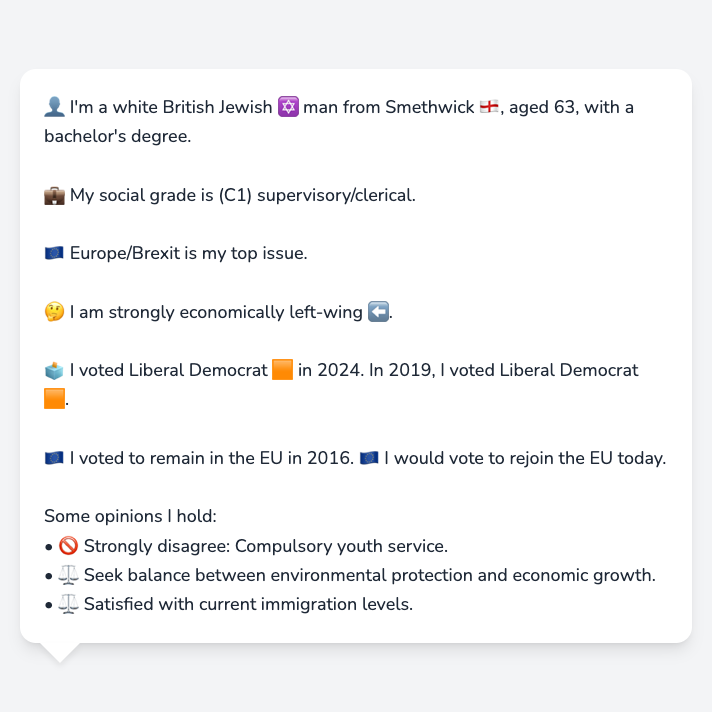 👤 I'm a white British Jewish ✡️ man from Smethwick 🏴󠁧󠁢󠁥󠁮󠁧󠁿, aged 63, with a
bachelor's degree.
💼 My social grade is (C1) supervisory/clerical.
🇪🇺 Europe/Brexit is my top issue.
🤔 I am strongly economically left-wing ⬅️.
🗳️ I voted Liberal Democrat 🟧 in 2024. In 2019, I voted Liberal Democrat
🟧.
🇪🇺 I voted to remain in the EU in 2016. 🇪🇺 I would vote to rejoin the EU today.
Some opinions I hold:
• 🚫 Strongly disagree: Compulsory youth service.
• ⚖️ Seek balance between environmental protection and economic growth.
• ⚖️ Satisfied with current immigration levels.